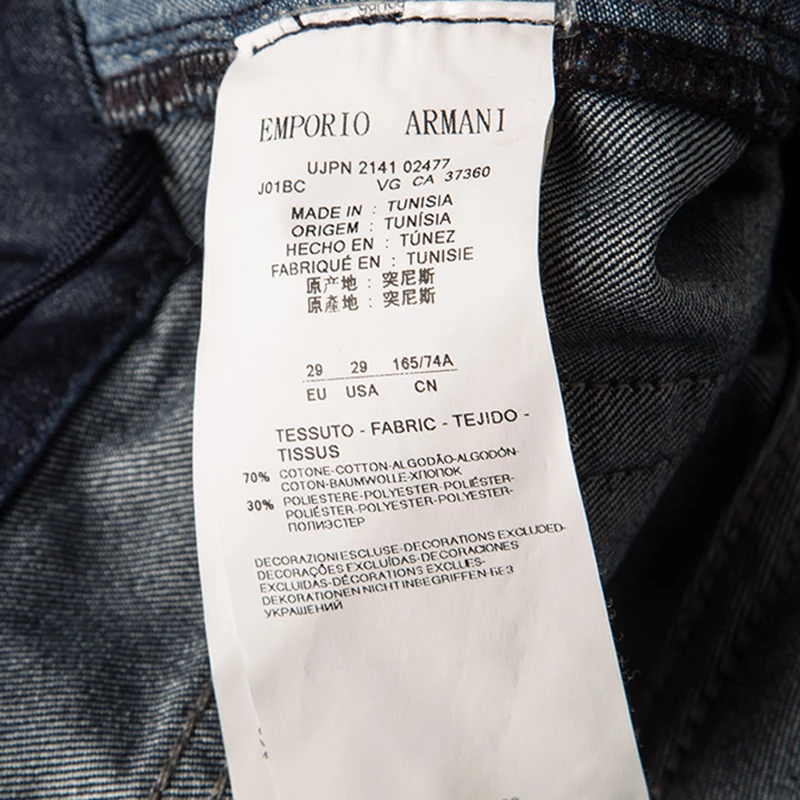 EMPORIO ARMANI
UJPN 2141 02477
J01BC VG CA 37360
MADE IN : TUNISIA
ORIGEM : TUNÍSIA
HECHO EN : TÚNEZ
FABRIQUÉ EN : TUNISIE
原产地 : 突尼斯
原產地 : 突尼斯
29 29 165/74A
EU USA CN
TESSUTO - FABRIC - TEJIDO -
TISSUS
70% COTONE-COTTON-ALGODÃO-ALGODÓN-
COTON-BAUMWOLLE-ХЛОПОК
30% POLIESTERE-POLYESTER-POLIÉSTER-
POLIÉSTER-POLYESTER-POLYESTER-
ПОЛИЭСТЕР
DECORAZIONI ESCLUSE-DECORATIONS EXCLUDED-
DECORAÇÕES EXCLUÍDAS-DECORACIONES
EXCLUIDAS-DÉCORATIONS EXCLUES-
DEKORATIONEN NICHT INBEGRIFFEN-БЕЗ
УКРАШЕНИЙ